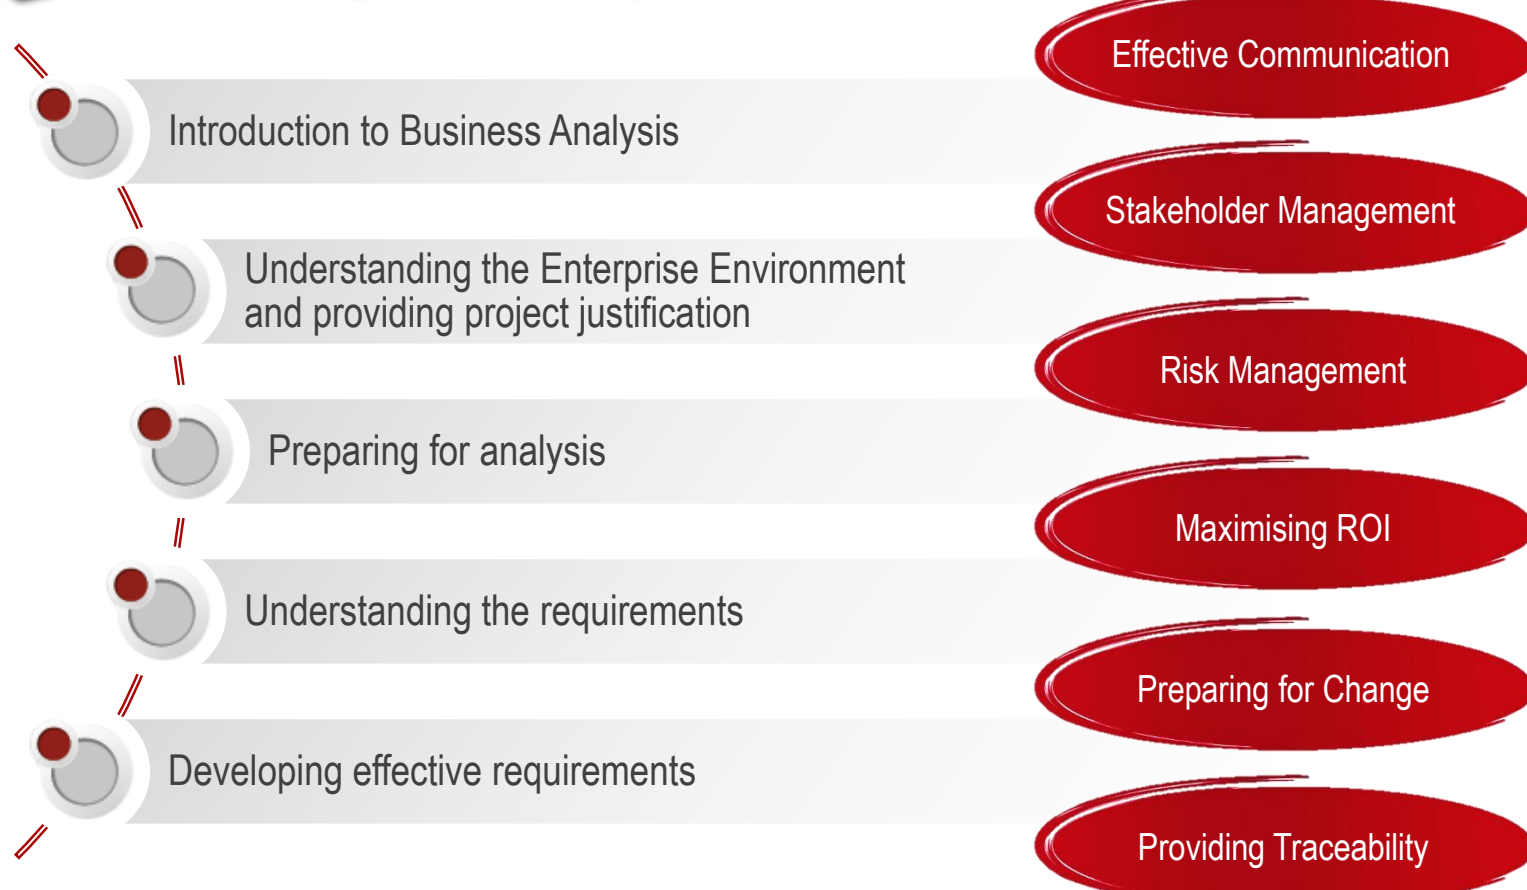 Introduction to Business Analysis
Understanding the Enterprise Environment
and providing project justification
Preparing for analysis
Understanding the requirements
Developing effective requirements
Effective Communication
Stakeholder Management
Risk Management
Maximising ROI
Preparing for Change
Providing Traceability